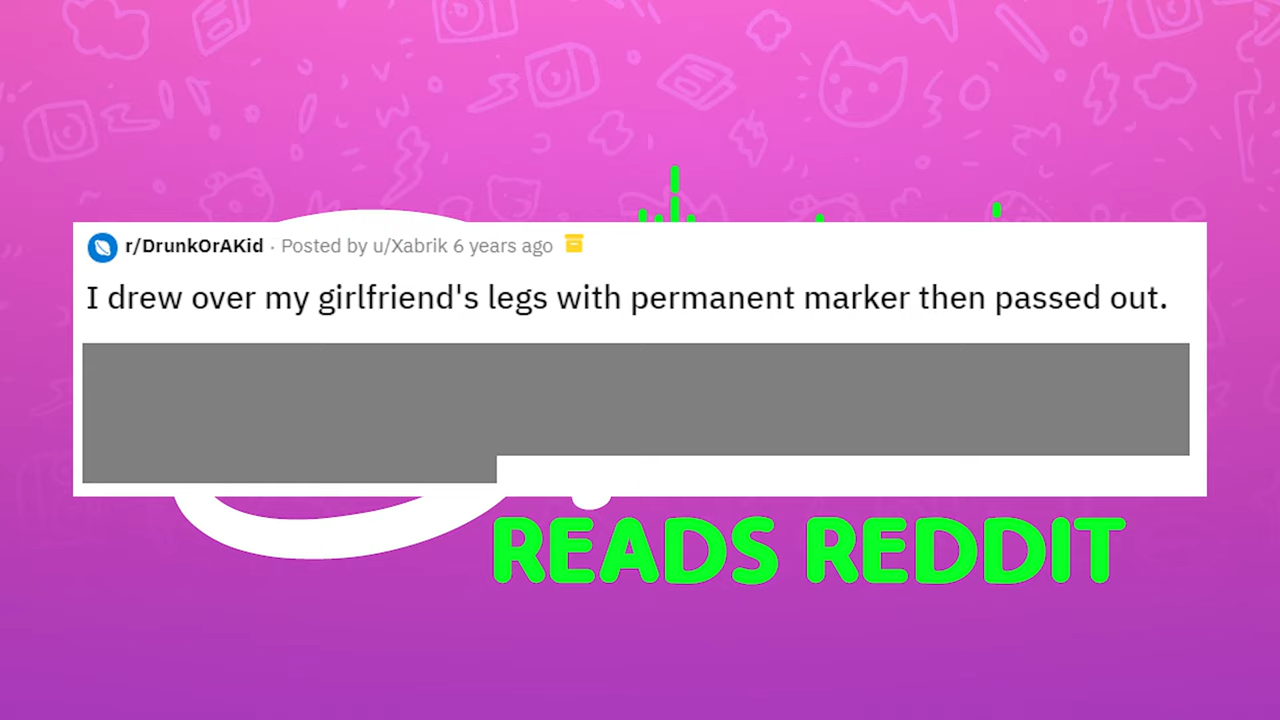 r/DrunkOrAKid · Posted by u/Xabrik 6 years ago
I drew over my girlfriend's legs with permanent marker then passed out.
READS REDDIT